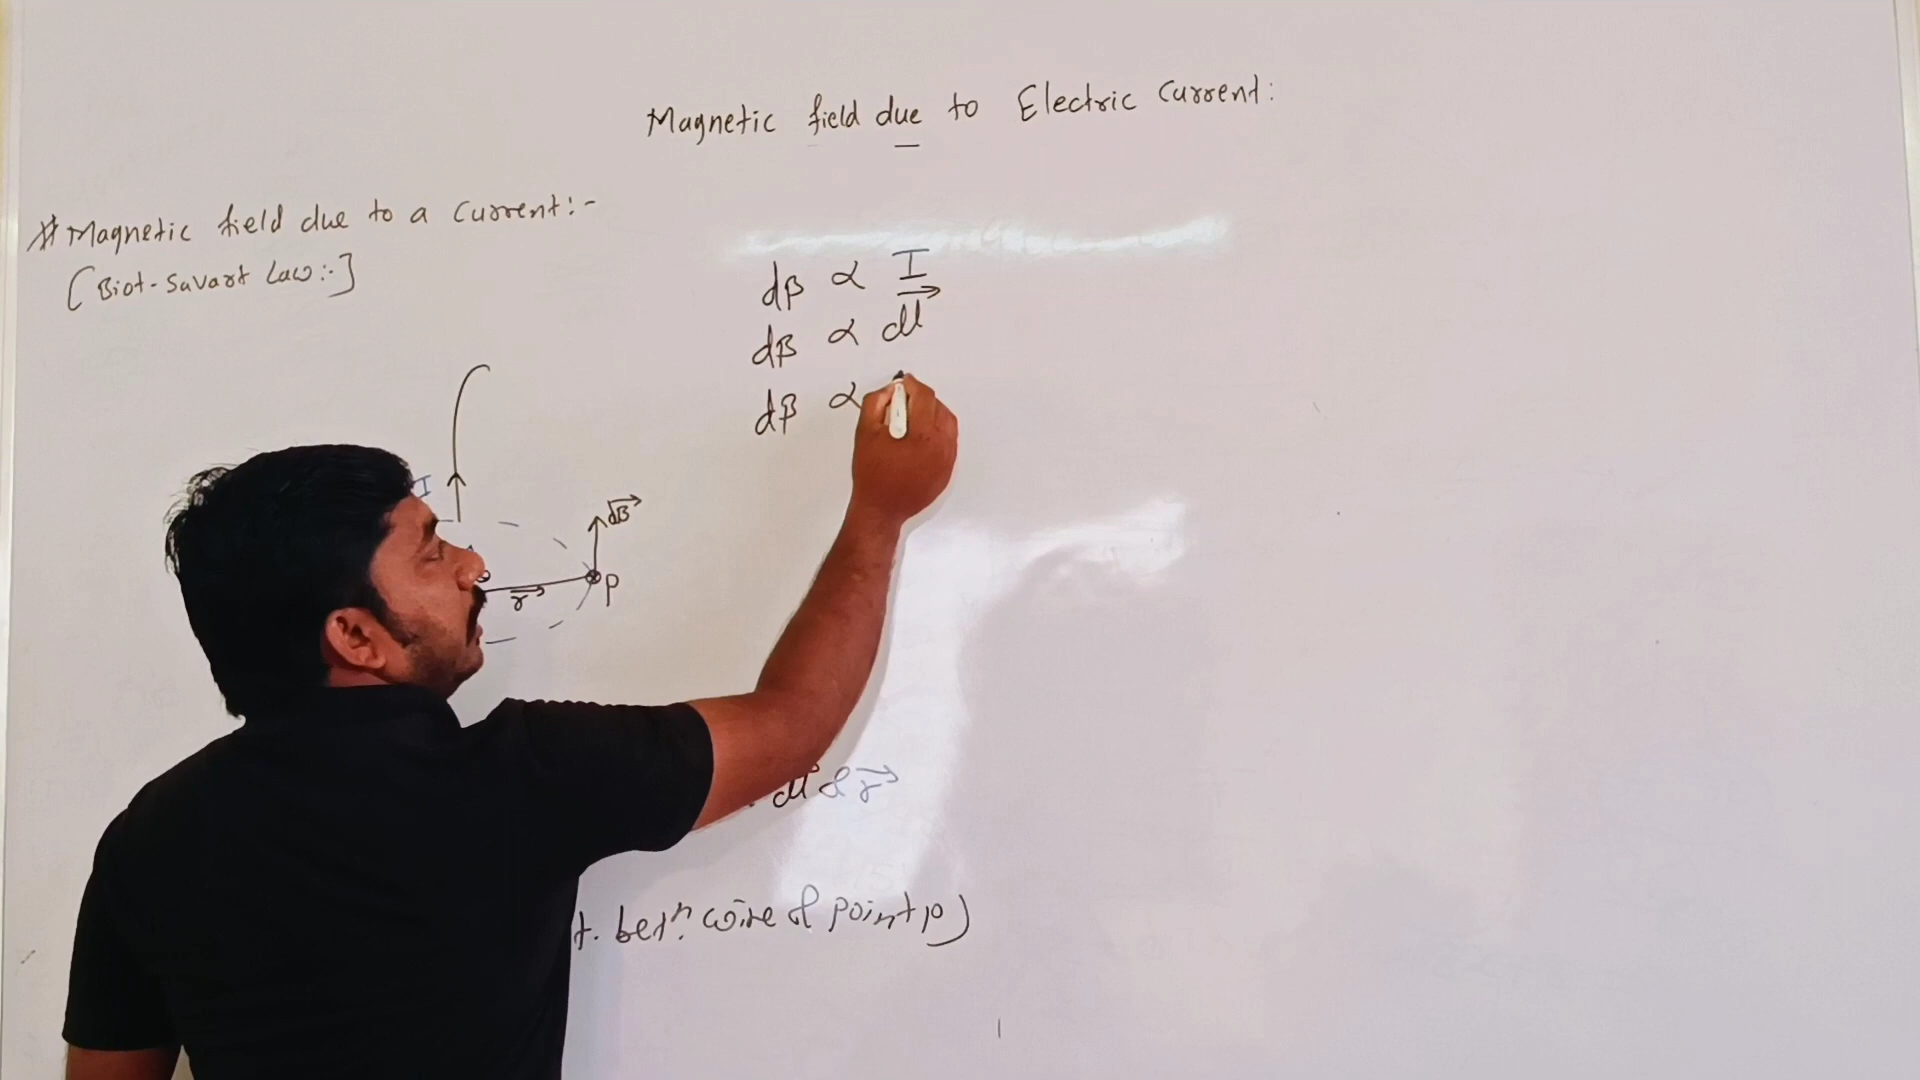 Magnetic field due to Electric Current:
# Magnetic field due to a Current:-
[Biot-Savart Law:-]
dB ∝ I
dB ∝ dl⃗
dB ∝
I
dB⃗
r⃗
P
dl & r⃗
t. betn. wire & point p)